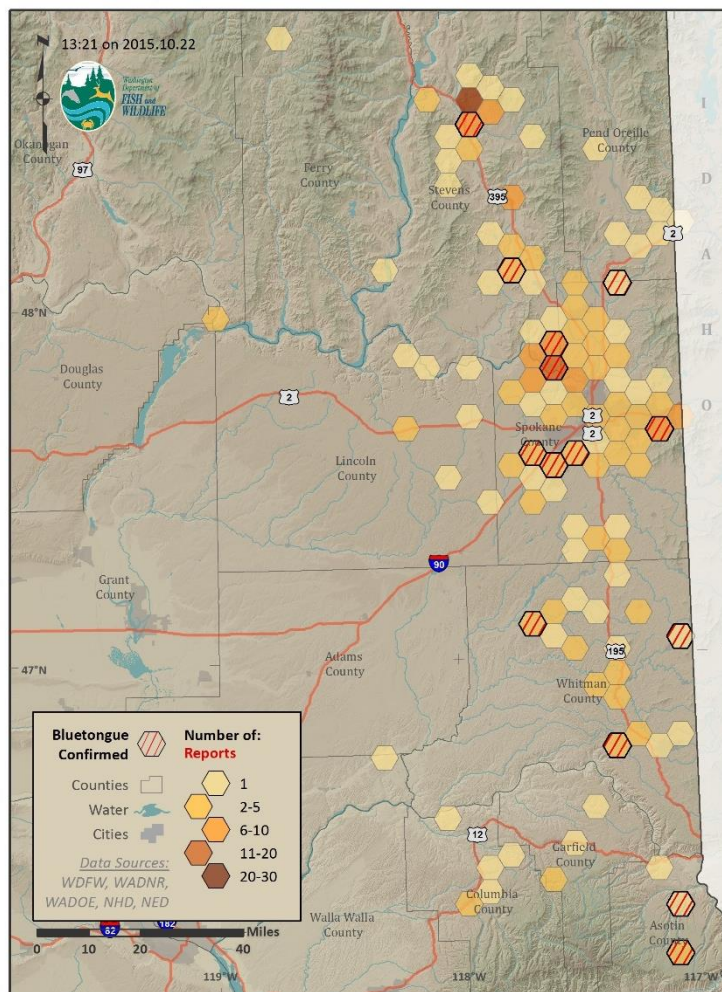 13:21 on 2015.10.22
N
Washington
Department of
FISH and
WILDLIFE
Okanogan
County
97
Ferry
County
Pend Oreille
County
Stevens
County
395
2
I
D
A
H
O
48°N
Douglas
County
2
2
Spokane
County
2
Lincoln
County
90
Grant
County
Adams
County
195
47°N
Whitman
County
Bluetongue
Confirmed
Counties
Water
Cities
Data Sources:
WDFW, WADNR,
WADOE, NHD, NED
Number of:
Reports
1
2-5
6-10
11-20
20-30
12
Garfield
County
Columbia
County
Walla Walla
County
Asotin
County
82
182
Miles
0 10 20 40
119°W
118°W
117°W